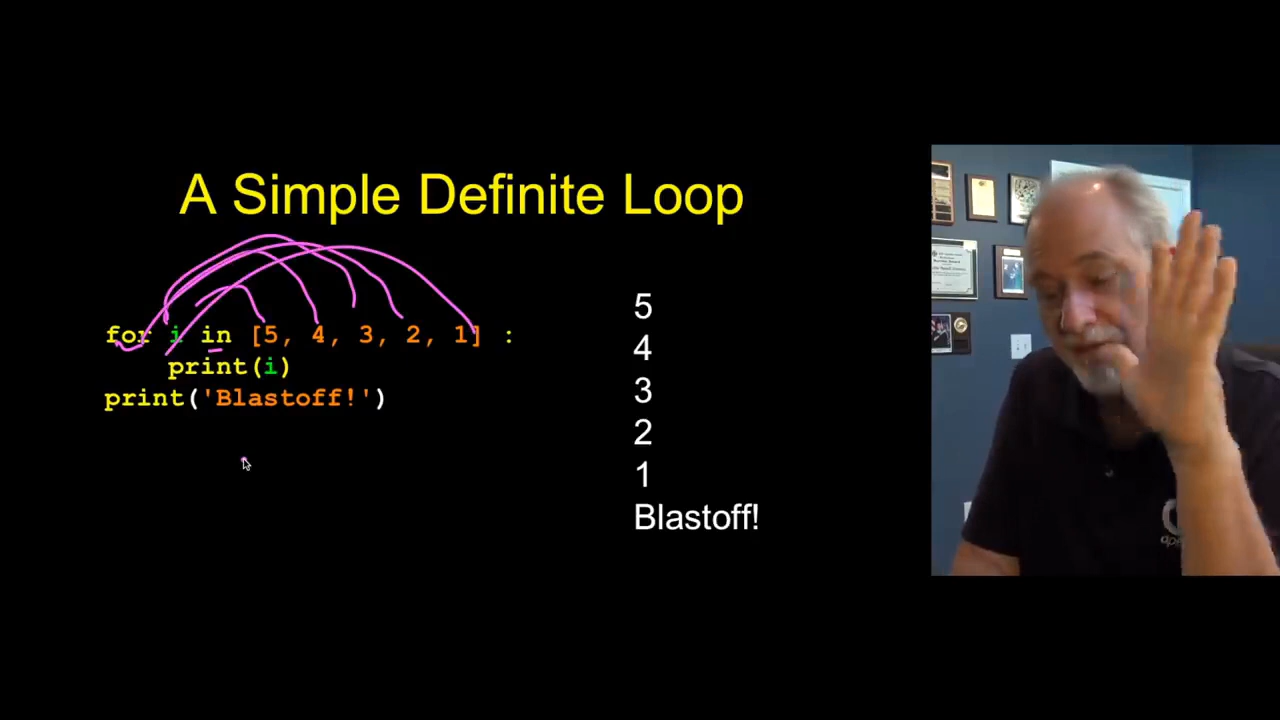 A Simple Definite Loop
for i in [5, 4, 3, 2, 1] :
    print(i)
print('Blastoff!')
5
4
3
2
1
Blastoff!